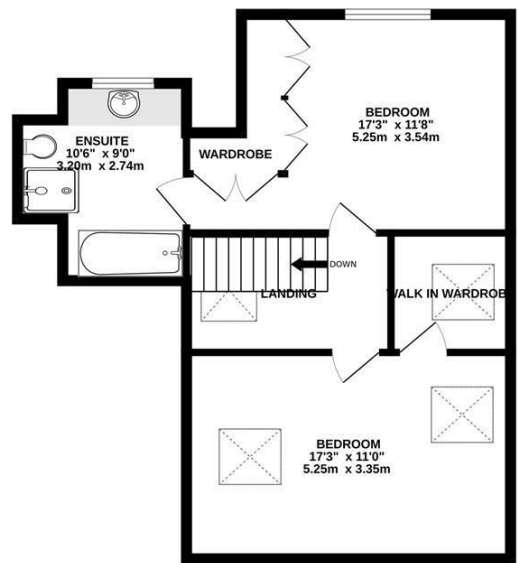 BEDROOM
17'3" x 11'8"
5.25m x 3.54m
ENSUITE
10'6" x 9'0"
3.20m x 2.74m
WARDROBE
DOWN
LANDING
WALK IN WARDROBE
BEDROOM
17'3" x 11'0"
5.25m x 3.35m